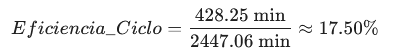 Eficiencia_Ciclo = 428.25 min / 2447.06 min ≈ 17.50%